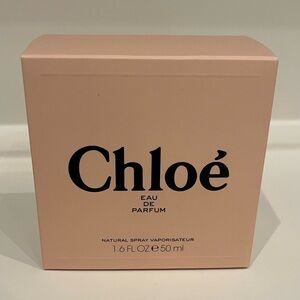 Chloé
EAU
DE
PARFUM
NATURAL SPRAY VAPORISATEUR
1.6 FL OZ ℮ 50 ml